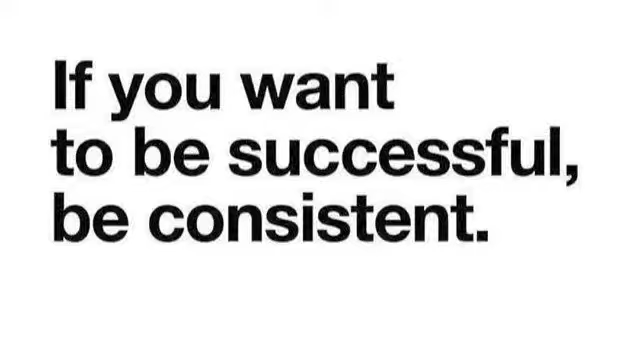 If you want
to be successful,
be consistent.